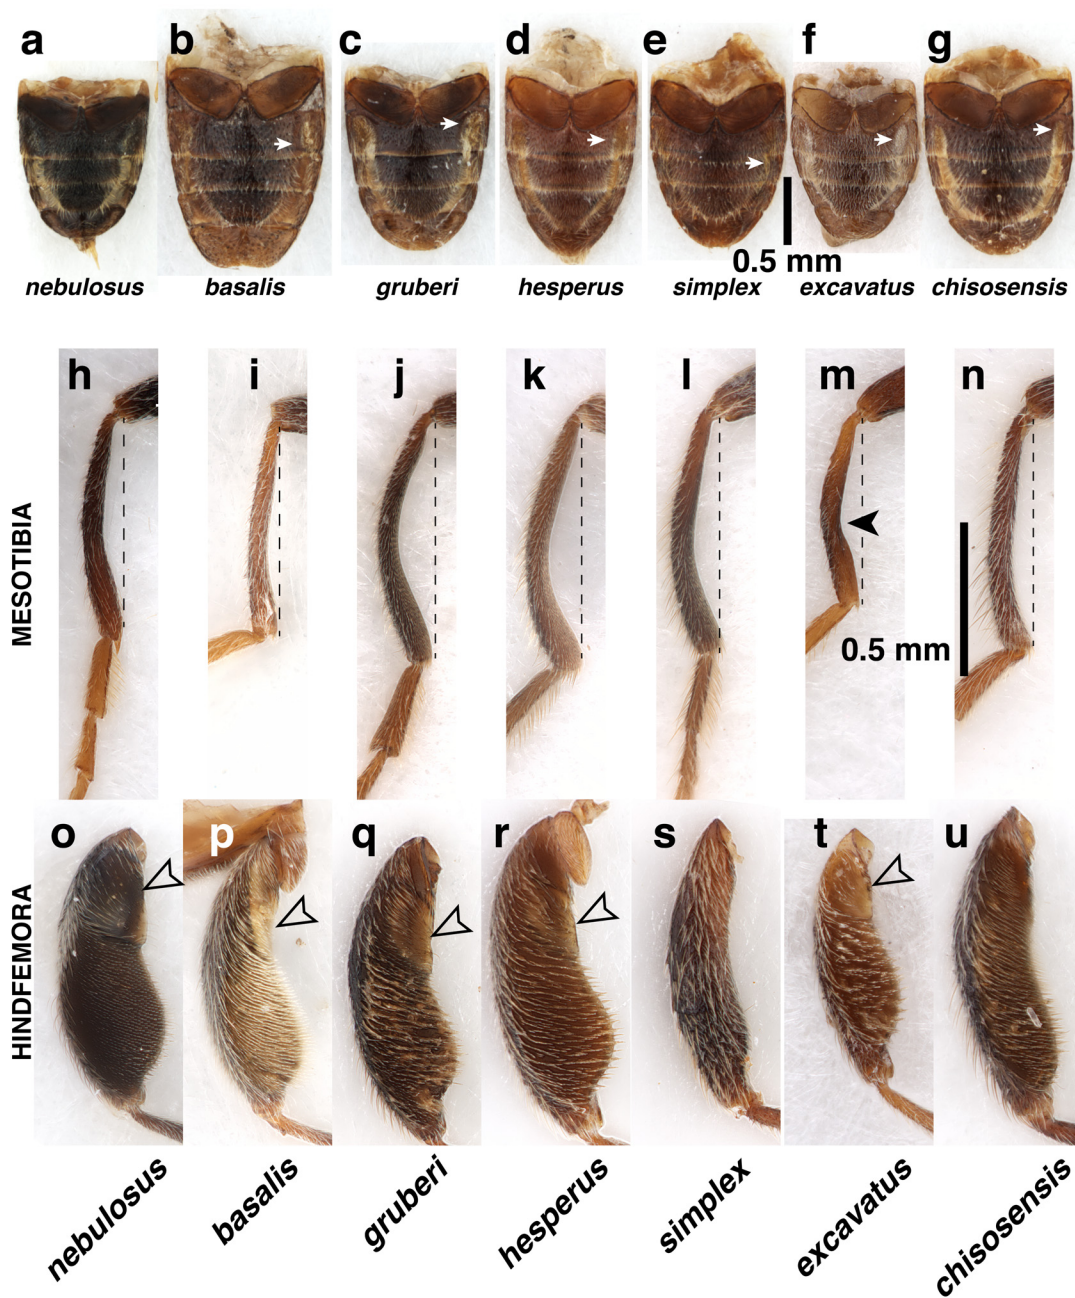 a b c d e f g
0.5 mm
nebulosus basalis gruberi hesperus simplex excavatus chisosensis
h i j k l m n
MESOTIBIA
0.5 mm
o p q r s t u
HINDFEMORA
nebulosus basalis gruberi hesperus simplex excavatus chisosensis